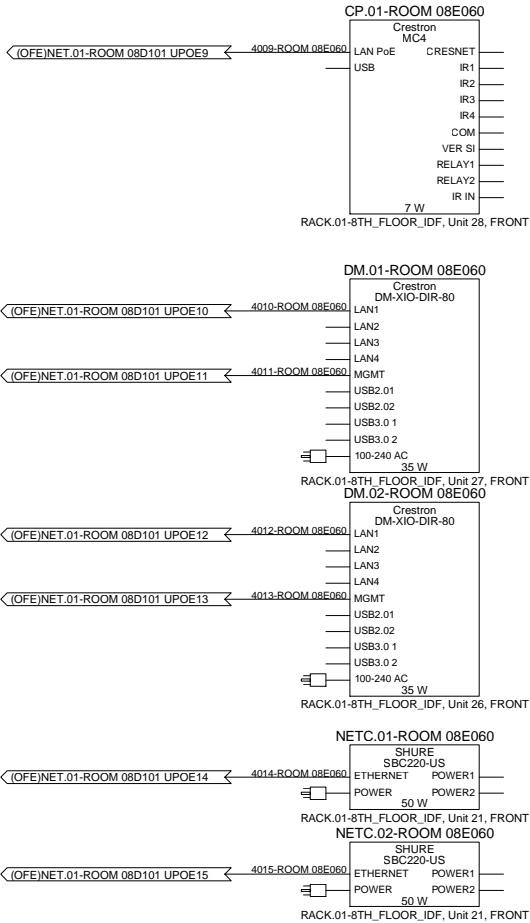 CP.01-ROOM 08E060
Crestron
MC4
(OFE)NET.01-ROOM 08D101 UPOE9
4009-ROOM 08E060
LAN PoE
CRESNET
USB
IR1
IR2
IR3
IR4
COM
VER SI
RELAY1
RELAY2
IR IN
7 W
RACK.01-8TH_FLOOR_IDF, Unit 28, FRONT
DM.01-ROOM 08E060
Crestron
DM-XIO-DIR-80
(OFE)NET.01-ROOM 08D101 UPOE10
4010-ROOM 08E060
LAN1
LAN2
LAN3
LAN4
(OFE)NET.01-ROOM 08D101 UPOE11
4011-ROOM 08E060
MGMT
USB2.01
USB2.02
USB3.0 1
USB3.0 2
100-240 AC
35 W
RACK.01-8TH_FLOOR_IDF, Unit 27, FRONT
DM.02-ROOM 08E060
Crestron
DM-XIO-DIR-80
(OFE)NET.01-ROOM 08D101 UPOE12
4012-ROOM 08E060
LAN1
LAN2
LAN3
LAN4
(OFE)NET.01-ROOM 08D101 UPOE13
4013-ROOM 08E060
MGMT
USB2.01
USB2.02
USB3.0 1
USB3.0 2
100-240 AC
35 W
RACK.01-8TH_FLOOR_IDF, Unit 26, FRONT
NETC.01-ROOM 08E060
SHURE
SBC220-US
(OFE)NET.01-ROOM 08D101 UPOE14
4014-ROOM 08E060
ETHERNET
POWER1
POWER
POWER2
50 W
RACK.01-8TH_FLOOR_IDF, Unit 21, FRONT
NETC.02-ROOM 08E060
SHURE
SBC220-US
(OFE)NET.01-ROOM 08D101 UPOE15
4015-ROOM 08E060
ETHERNET
POWER1
POWER
POWER2
50 W
RACK.01-8TH_FLOOR_IDF, Unit 21, FRONT